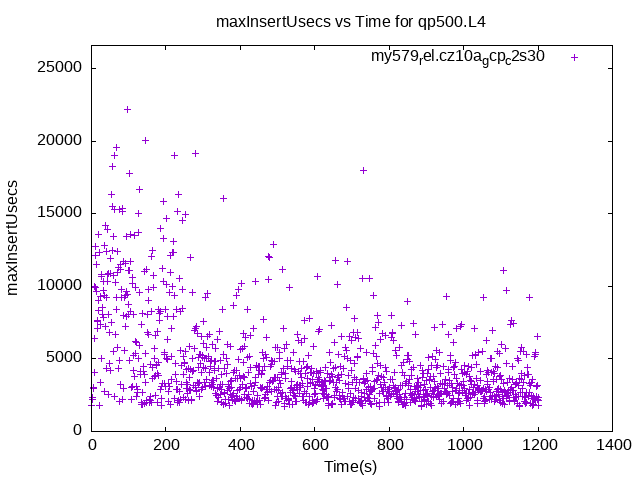 maxInsertUsecs vs Time for qp500.L4
my579rel.cz10agcpc2s30
25000
20000
15000
10000
5000
0
maxInsertUsecs
0 200 400 600 800 1000 1200 1400
Time(s)